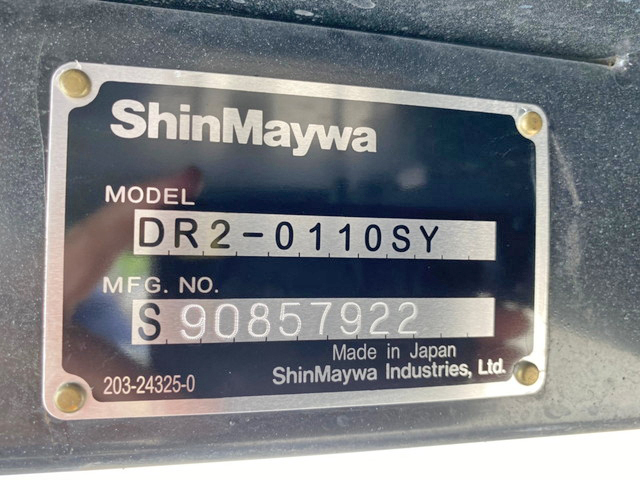 ShinMaywa
MODEL
DR2-0110SY
MFG. NO.
S 90857922
Made in Japan
203-24325-0 ShinMaywa Industries, Ltd.